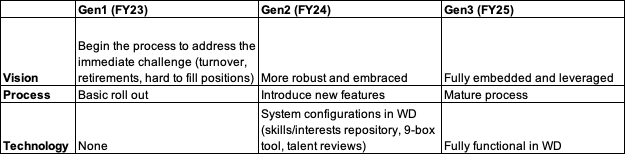 Gen1 (FY23) Gen2 (FY24) Gen3 (FY25)
Begin the process to address the
immediate challenge (turnover,
Vision retirements, hard to fill positions) More robust and embraced Fully embedded and leveraged
Process Basic roll out Introduce new features Mature process
System configurations in WD
(skills/interests repository, 9-box
Technology None tool, talent reviews) Fully functional in WD